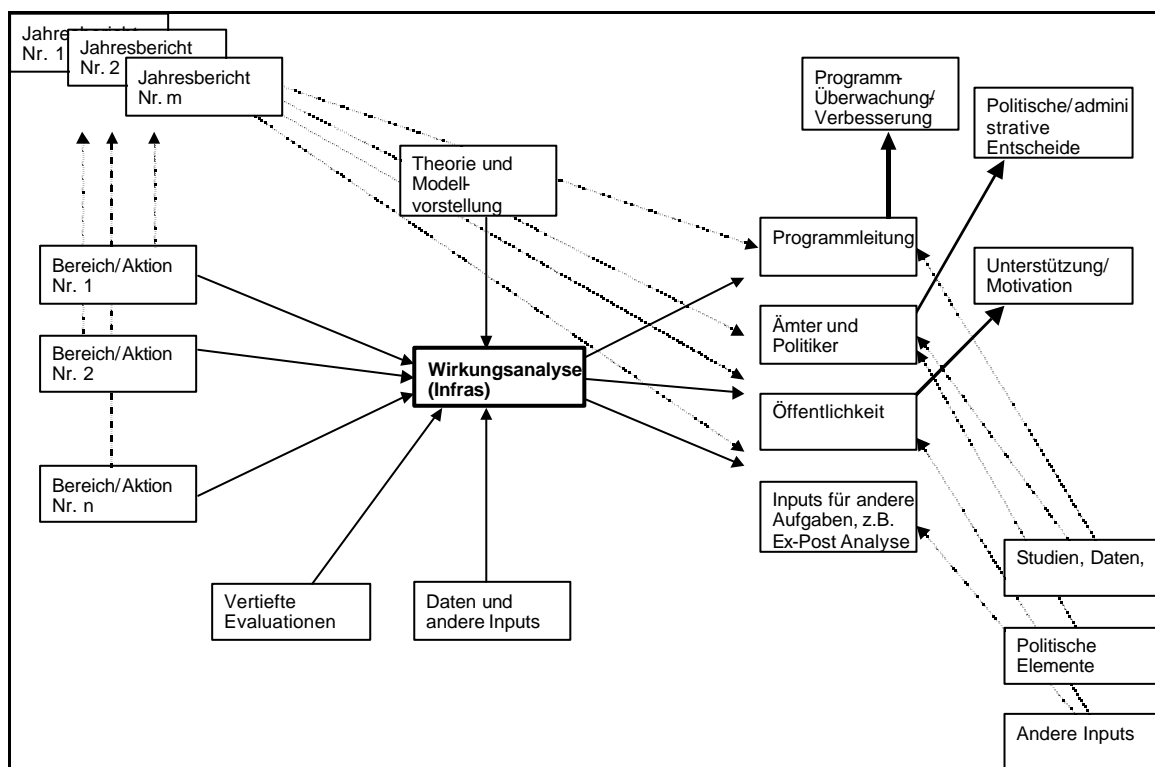 Jahresbericht
Nr. 1
Jahresbericht
Nr. 2
Jahresbericht
Nr. m
Programm-
Überwachung/
Verbesserung
Politische/admini
strative
Entscheide
Theorie und
Modell-
vorstellung
Programmleitung
Bereich/Aktion
Nr. 1
Unterstützung/
Motivation
Ämter und
Politiker
Bereich/Aktion
Nr. 2
Wirkungsanalyse
(Infras)
Öffentlichkeit
Bereich/Aktion
Nr. n
Inputs für andere
Aufgaben, z.B.
Ex-Post Analyse
Studien, Daten,
Vertiefte
Evaluationen
Daten und
andere Inputs
Politische
Elemente
Andere Inputs